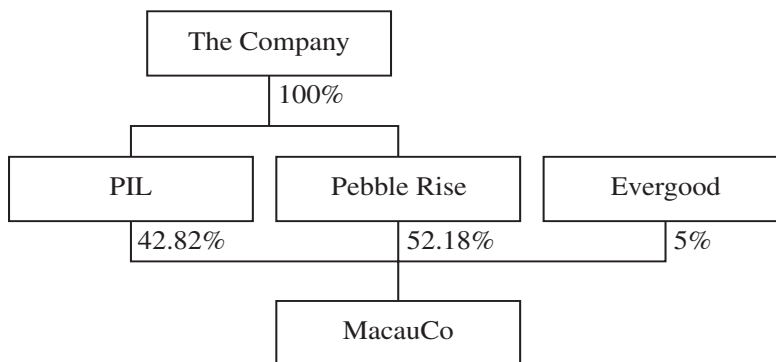 The Company
100%
PIL
Pebble Rise
Evergood
42.82%
52.18%
5%
MacauCo